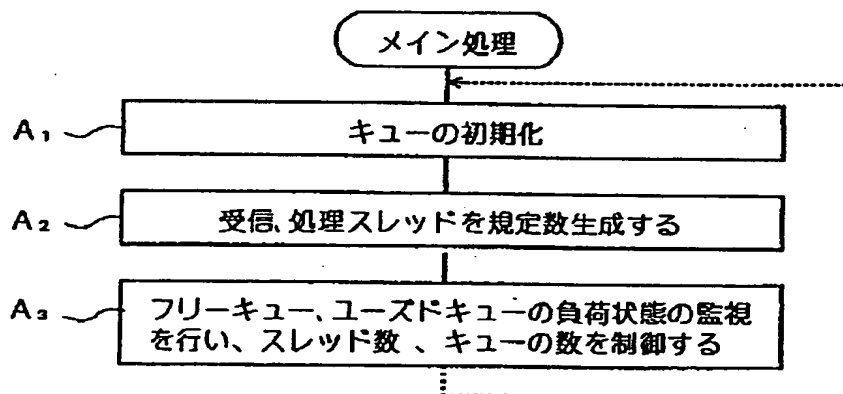 メイン処理
A₁
キューの初期化
A₂
受信、処理スレッドを規定数生成する
A₃
フリーキュー、ユーズドキューの負荷状態の監視
を行い、スレッド数、キューの数を制御する